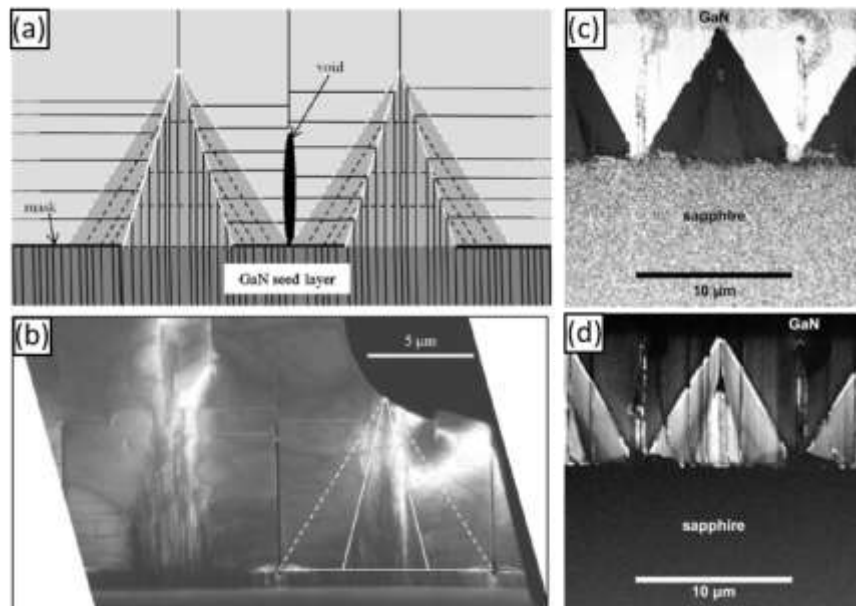 (a)
void
mask
GaN seed layer
(b)
5 µm
(c)
GaN
sapphire
10 µm
(d)
GaN
sapphire
10 µm